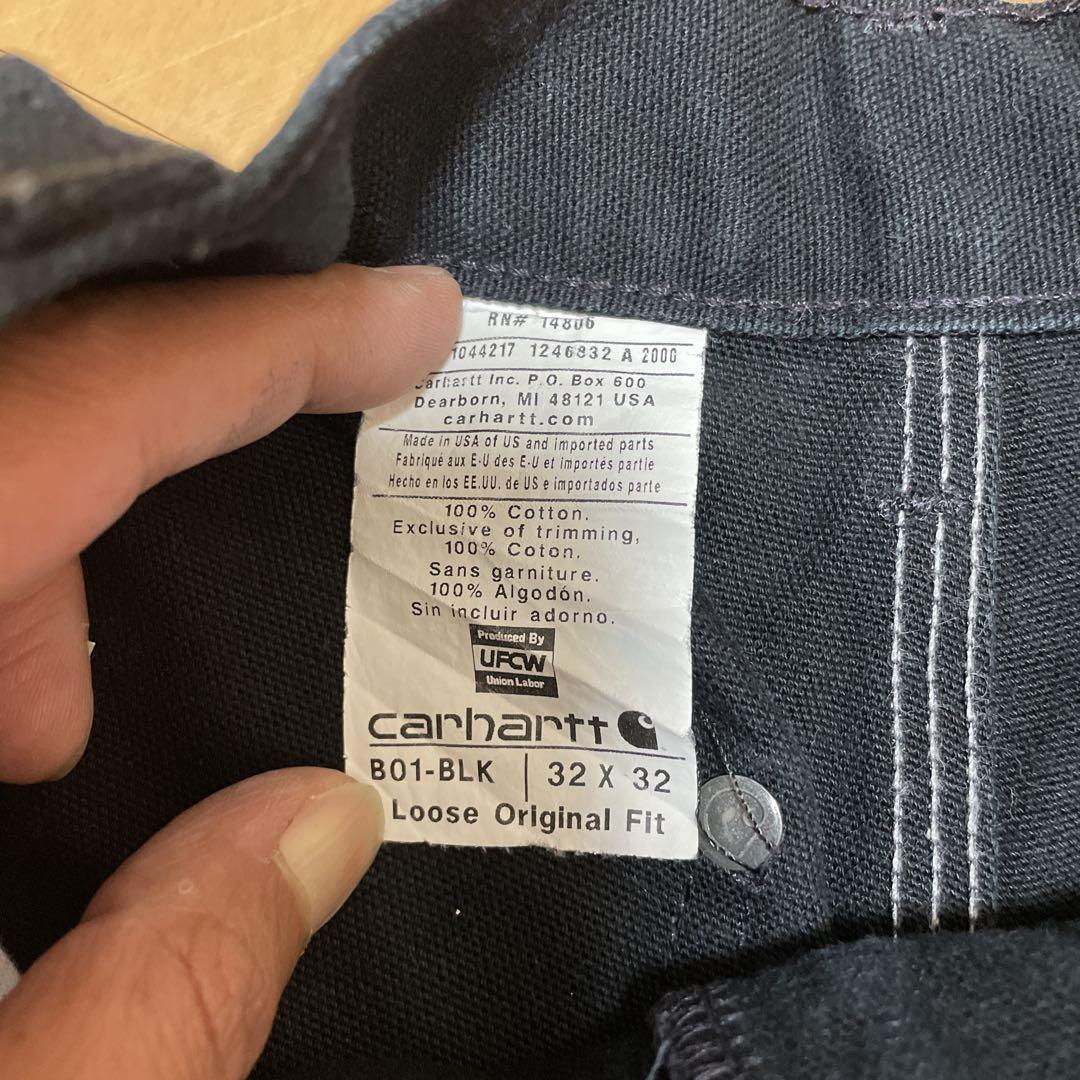 RN# 14806
1044217 1246832 A 2000
Carhartt Inc. P.O. Box 600
Dearborn, MI 48121 USA
carhartt.com
Made in USA of US and imported parts
Fabriqué aux E-U des E-U et importés partie
Hecho en los EE.UU. de US e importados parte
100% Cotton.
Exclusive of trimming,
100% Coton.
Sans garniture.
100% Algodón.
Sin incluir adorno.
Produced By
UFCW
Union Labor
carhartt
B01-BLK | 32 X 32
Loose Original Fit